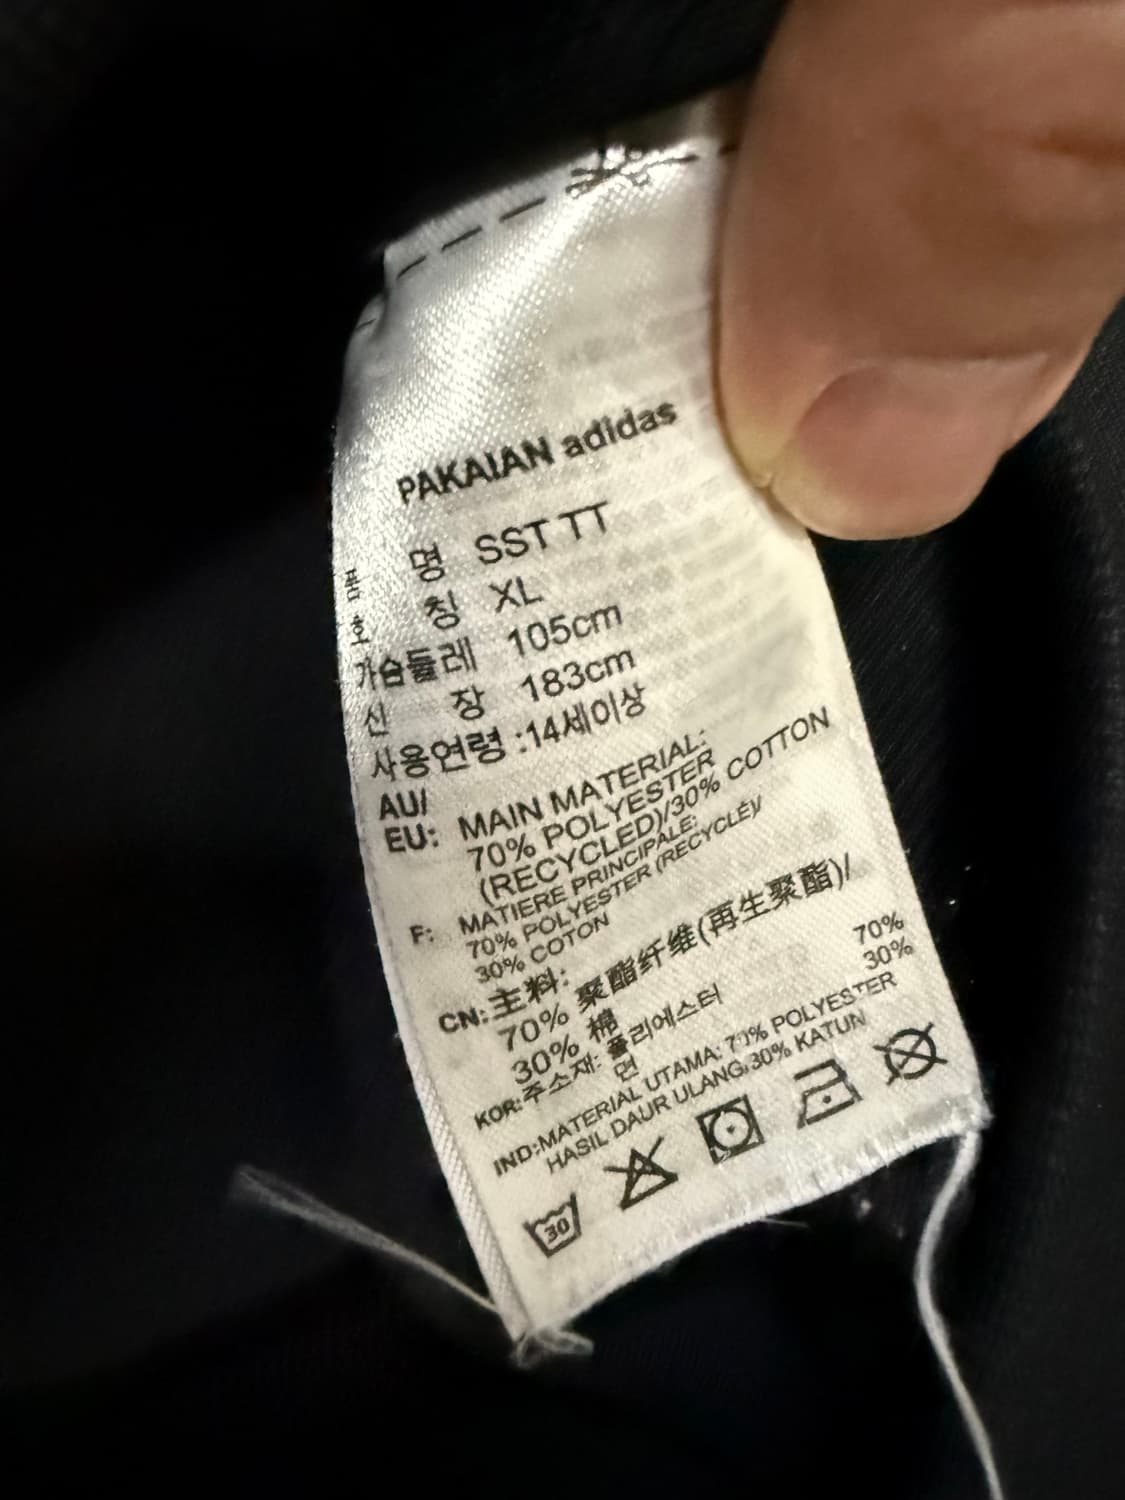 PAKAIAN adidas
품 명 SST TT
호 칭 XL
가슴둘레 105cm
신 장 183cm
사용연령 :14세이상
AU/
EU: MAIN MATERIAL:
70% POLYESTER
(RECYCLED)/30% COTTON
F: MATIERE PRINCIPALE:
70% POLYESTER (RECYCLÉ)/
30% COTON
CN:主料:
70% 聚酯纤维(再生聚酯)/
30% 棉
KOR:주소재: 폴리에스터 70%
면 30%
IND:MATERIAL UTAMA: 70% POLYESTER
HASIL DAUR ULANG,30% KATUN
30